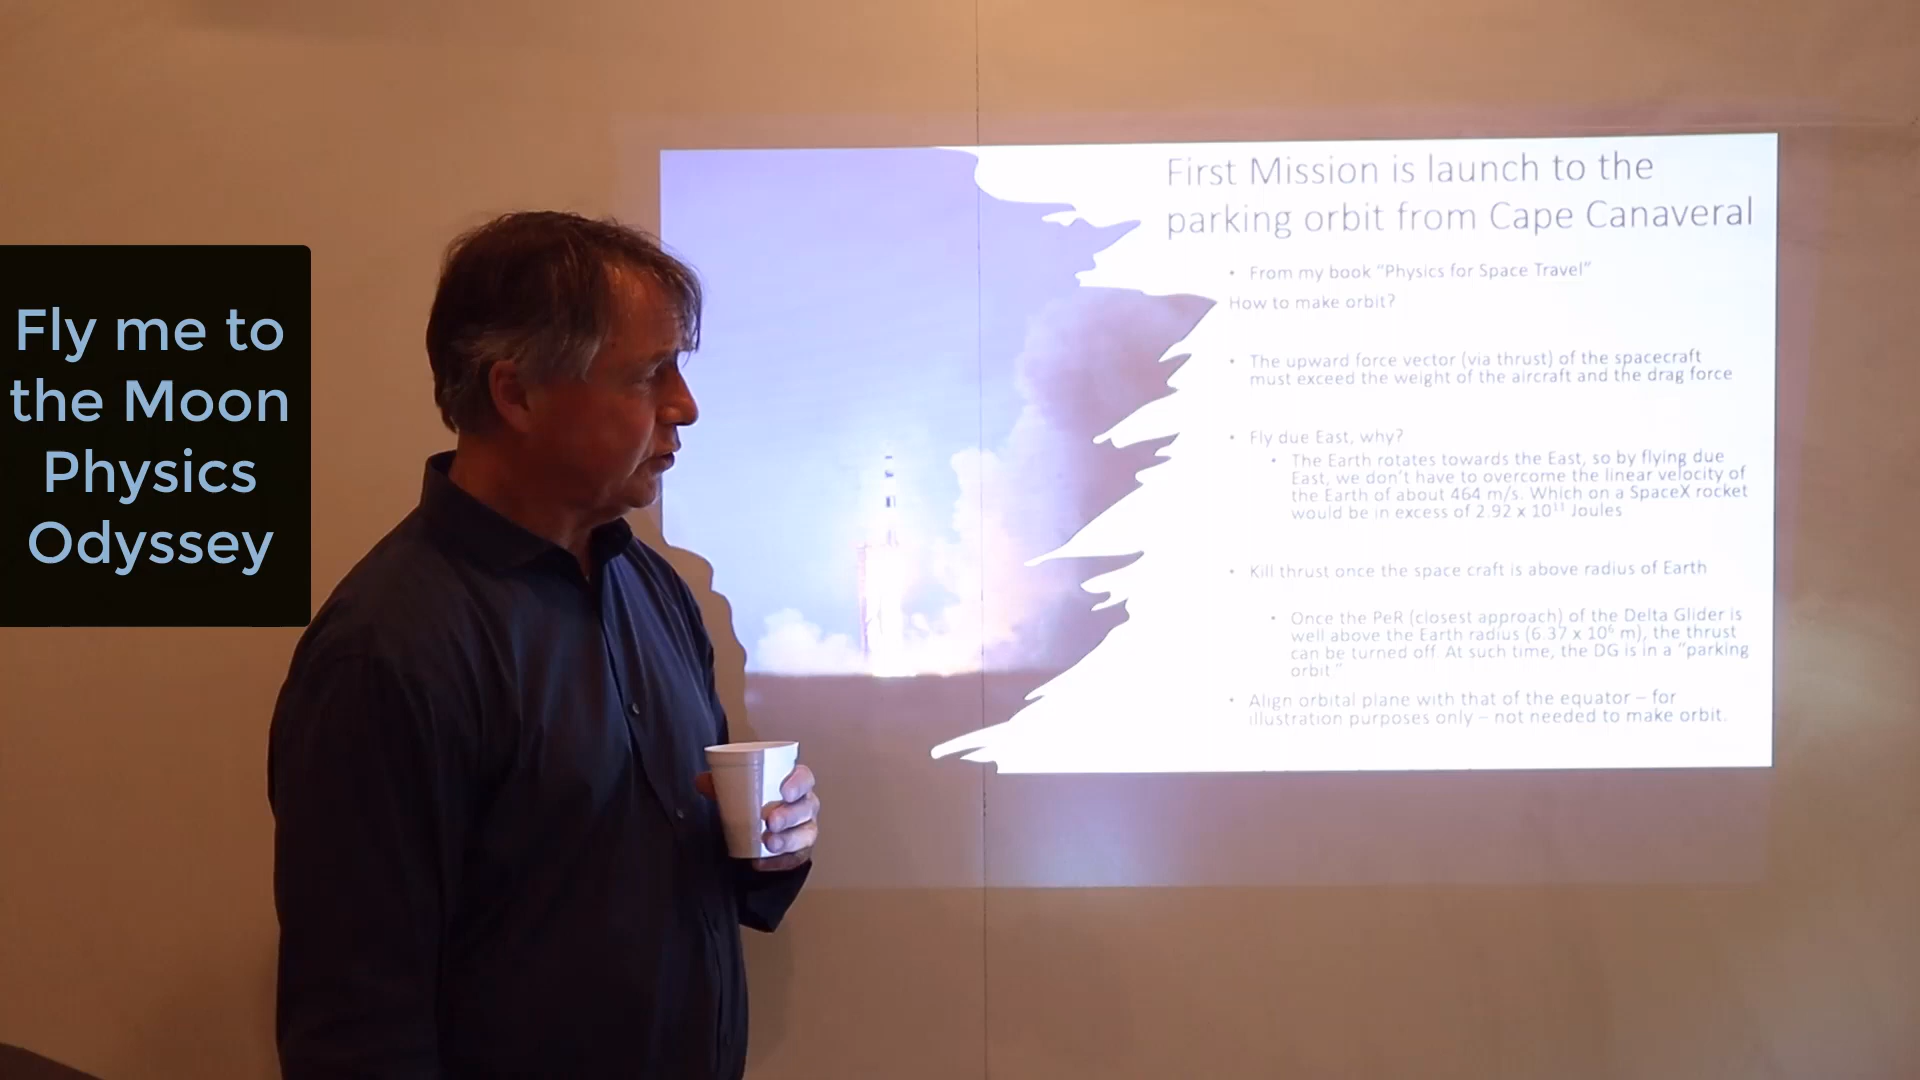 Fly me to
the Moon
Physics
Odyssey
First Mission is launch to the
parking orbit from Cape Canaveral
• From my book "Physics for Space Travel"
How to make orbit?
• The upward force vector (via thrust) of the spacecraft
must exceed the weight of the aircraft and the drag force
• Fly due East, why?
• The Earth rotates towards the East, so by flying due
East, we don't have to overcome the linear velocity of
the Earth of about 464 m/s. Which on a SpaceX rocket
would be in excess of 2.92 x 10¹¹ Joules
• Kill thrust once the space craft is above radius of Earth
• Once the PeR (closest approach) of the Delta Glider is
well above the Earth radius (6.37 x 10⁶ m), the thrust
can be turned off. At such time, the DG is in a "parking
orbit."
• Align orbital plane with that of the equator – for
illustration purposes only – not needed to make orbit.